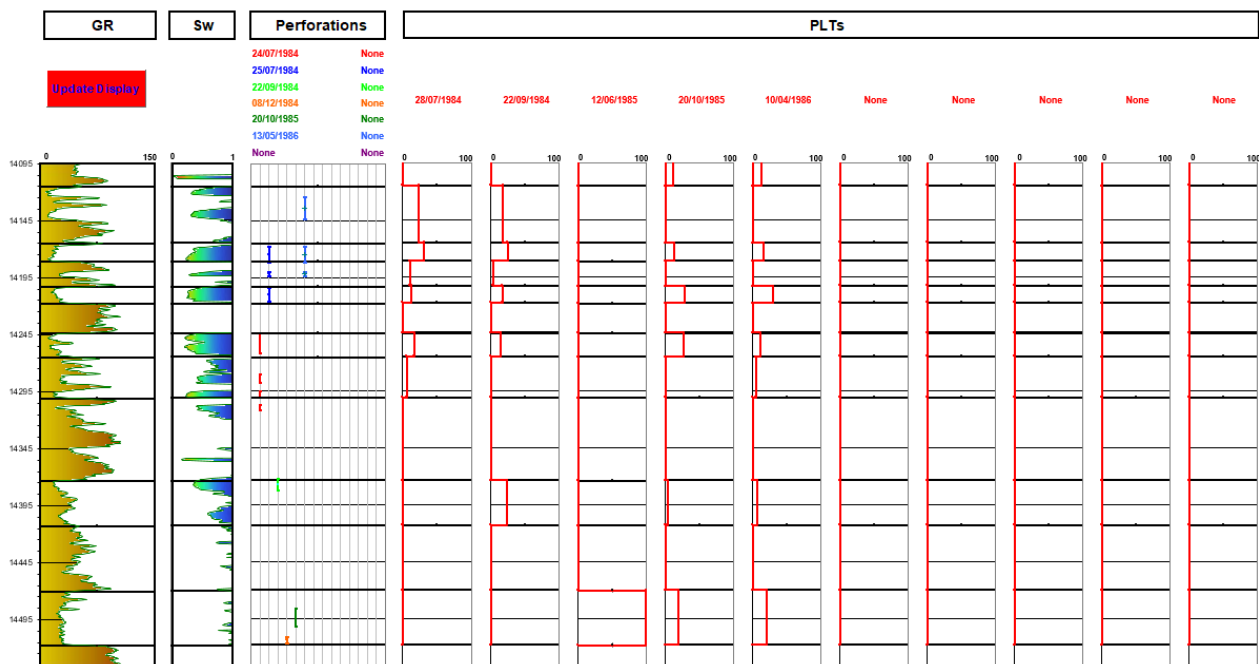 GR Sw Perforations PLTs
24/07/1984 None
25/07/1984 None
Update Display
22/09/1984 None
28/07/1984 22/09/1984 12/06/1985 20/10/1985 10/04/1986 None None None None None
08/12/1984 None
20/10/1985 None
13/05/1986 None
None None
0 150 0 1 0 100 0 100 0 100 0 100 0 100 0 100 0 100 0 100 0 100 0 100
14095
14145
14195
14245
14295
14345
14395
14445
14495